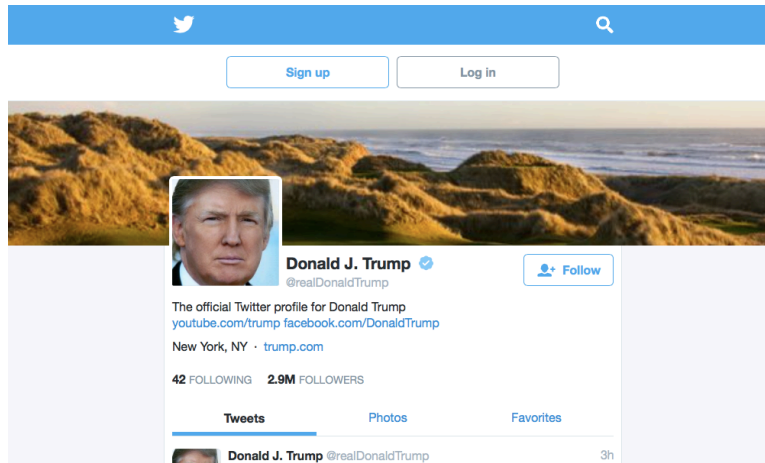 Sign up
Log in
Donald J. Trump
Follow
@realDonaldTrump
The official Twitter profile for Donald Trump
youtube.com/trump facebook.com/DonaldTrump
New York, NY · trump.com
42 FOLLOWING 2.9M FOLLOWERS
Tweets Photos Favorites
Donald J. Trump @realDonaldTrump 3h